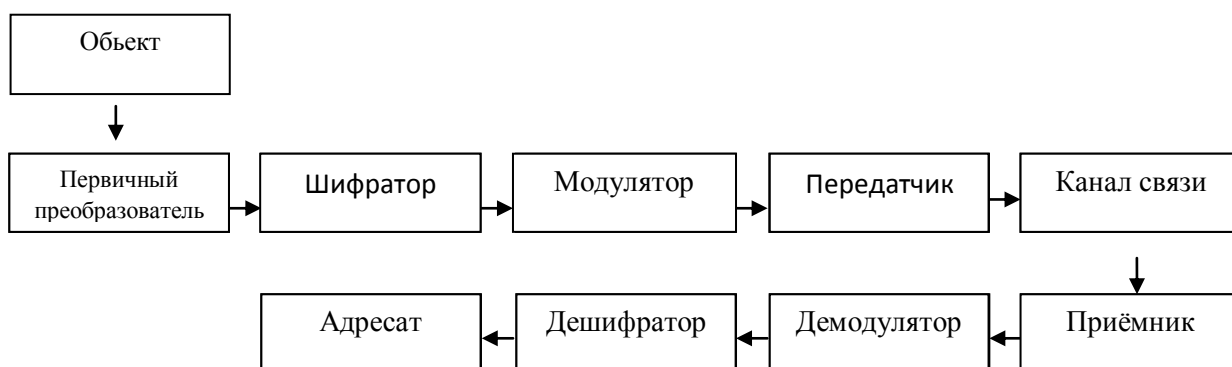 Обьект
Первичный
преобразователь
Шифратор
Модулятор
Передатчик
Канал связи
Приёмник
Демодулятор
Дешифратор
Адресат